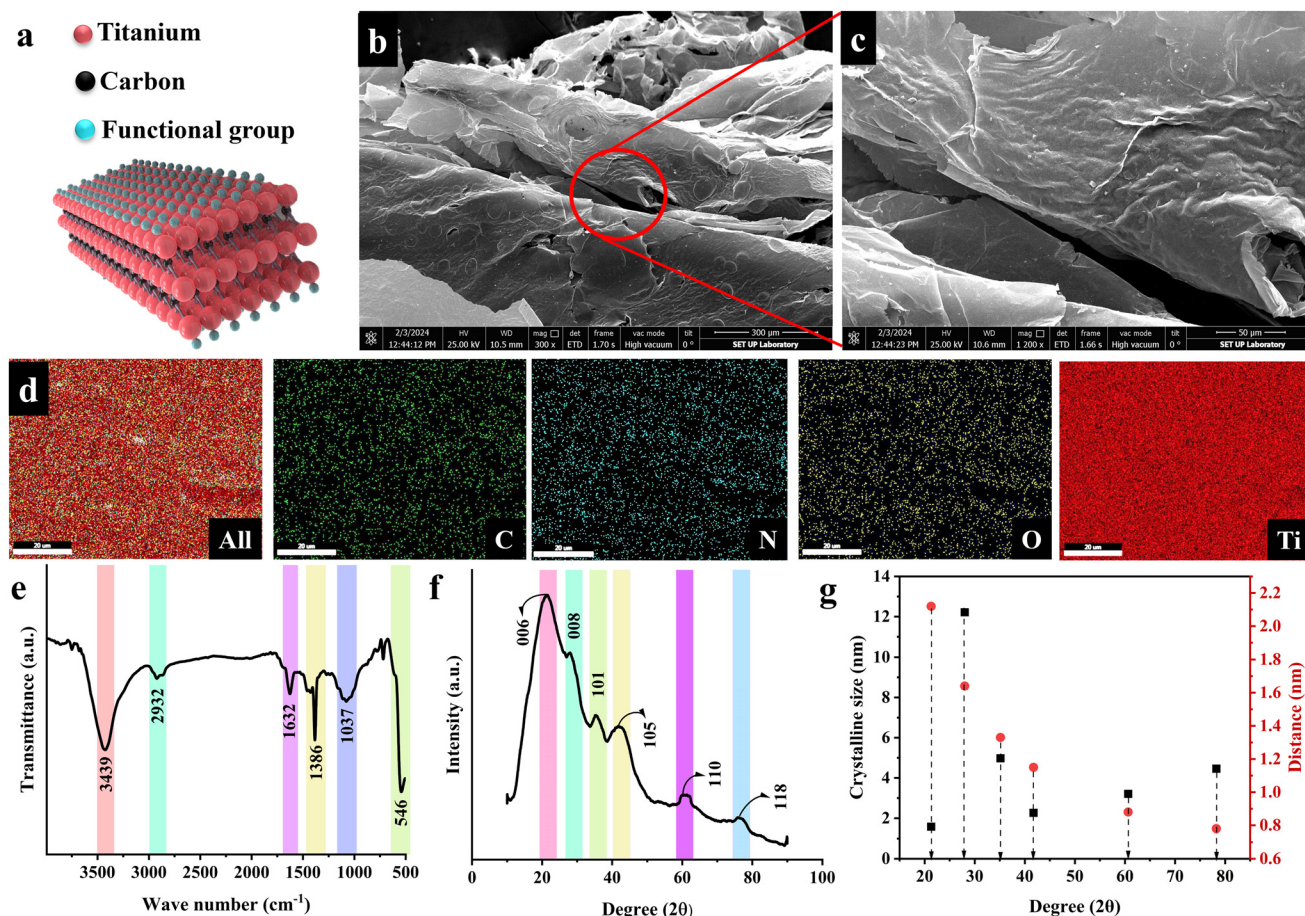 a
Titanium
Carbon
Functional group
b
2/3/2024
12:44:12 PM
HV
25.00 kV
WD
10.5 mm
mag
300 x
det
ETD
frame
1.70 s
vac mode
High vacuum
tilt
0 °
300 µm
SET UP Laboratory
c
2/3/2024
12:44:23 PM
HV
25.00 kV
WD
10.6 mm
mag
1 200 x
det
ETD
frame
1.66 s
vac mode
High vacuum
tilt
0 °
50 µm
SET UP Laboratory
d
20 um
All
20 um
C
20 um
N
20 um
O
20 um
Ti
e
Transmittance (a.u.)
3439
2932
1632
1386
1037
546
3500
3000
2500
2000
1500
1000
500
Wave number (cm⁻¹)
f
Intensity (a.u.)
006
008
101
105
110
118
0
20
40
60
80
100
Degree (2θ)
g
Crystalline size (nm)
14
12
10
8
6
4
2
0
20
30
40
50
60
70
80
Degree (2θ)
2.2
2.0
1.8
1.6
1.4
1.2
1.0
0.8
0.6
Distance (nm)